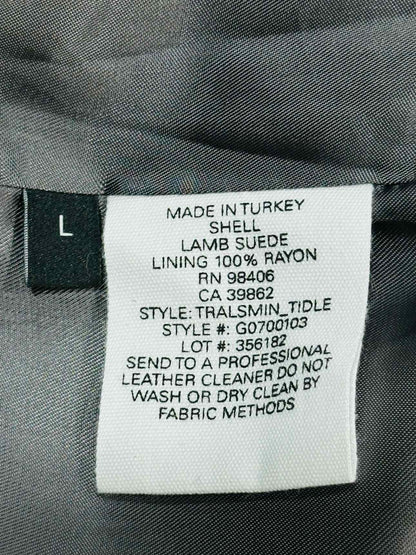 L
MADE IN TURKEY
SHELL
LAMB SUEDE
LINING 100% RAYON
RN 98406
CA 39862
STYLE: TRALSMIN_TIDLE
STYLE #: G0700103
LOT #: 356182
SEND TO A PROFESSIONAL
LEATHER CLEANER DO NOT
WASH OR DRY CLEAN BY
FABRIC METHODS